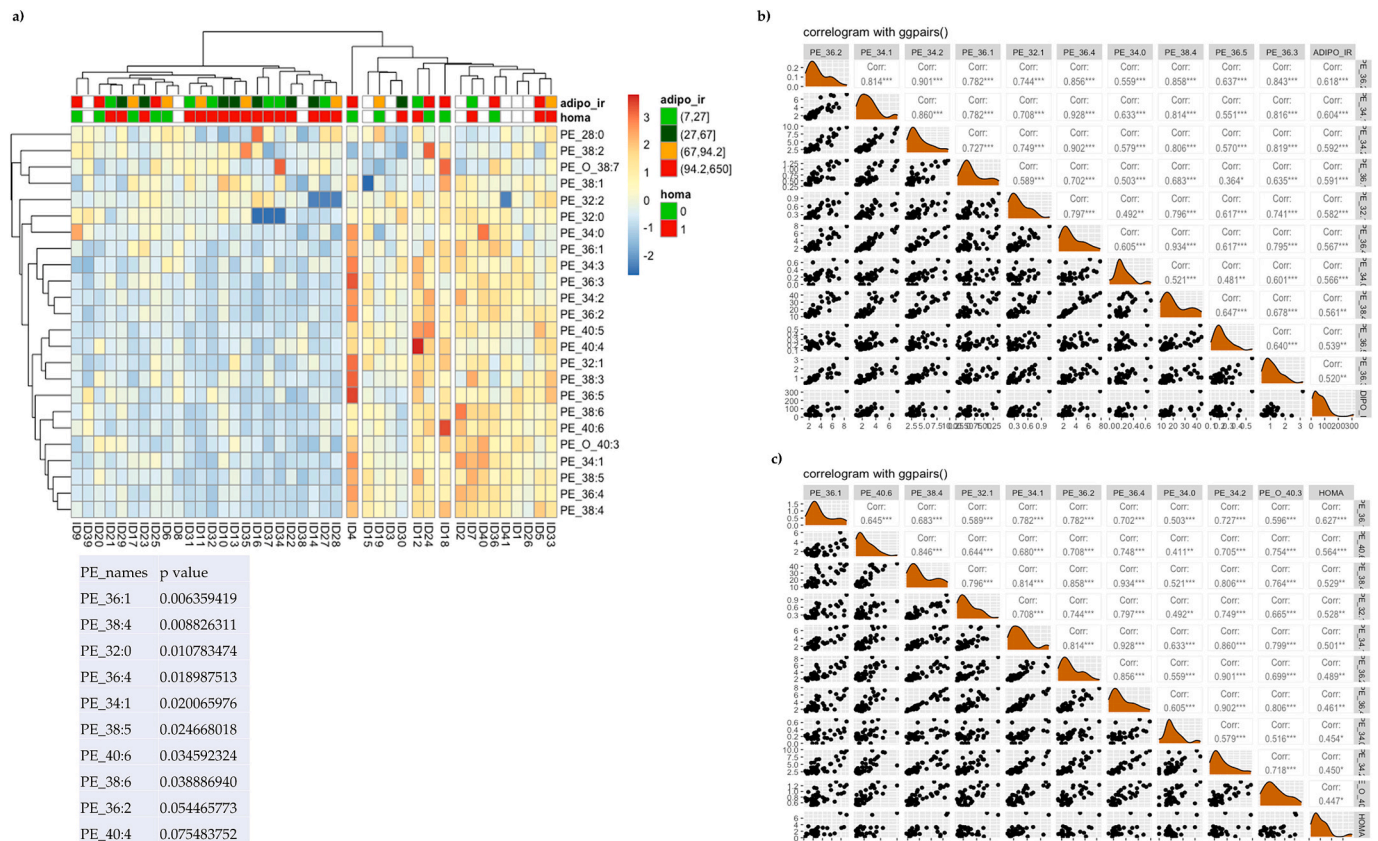 a)
adipo_ir
homa
PE_28:0
PE_38:2
PE_O_38:7
PE_38:1
PE_32:2
PE_32:0
PE_34:0
PE_36:1
PE_34:3
PE_36:3
PE_34:2
PE_36:2
PE_40:5
PE_40:4
PE_32:1
PE_38:3
PE_36:5
PE_38:6
PE_40:6
PE_O_40:3
PE_34:1
PE_38:5
PE_36:4
PE_38:4
adipo_ir
(7,27]
(27,67]
(67,94.2]
(94.2,650]
homa
0
1
3
2
1
0
-1
-2
ID9 ID39 ID20 ID21 ID29 ID17 ID23 ID25 ID6 ID8 ID31 ID11 ID32 ID13 ID35 ID16 ID37 ID34 ID22 ID14 ID27 ID28 ID4 ID15 ID19 ID3 ID30 ID12 ID24 ID18 ID2 ID7 ID40 ID36 ID41 ID1 ID26 ID5 ID33
PE_names p value
PE_36:1 0.006359419
PE_38:4 0.008826311
PE_32:0 0.010783474
PE_36:4 0.018987513
PE_34:1 0.020065976
PE_38:5 0.024668018
PE_40:6 0.034592324
PE_38:6 0.038886940
PE_36:2 0.054465773
PE_40:4 0.075483752
b)
correlogram with ggpairs()
PE_36.2 PE_34.1 PE_34.2 PE_36.1 PE_32.1 PE_36.4 PE_34.0 PE_38.4 PE_36.5 PE_36.3 ADIPO_IR
Corr: Corr: Corr: Corr: Corr: Corr: Corr: Corr: Corr: Corr:
0.814*** 0.901*** 0.782*** 0.744*** 0.856*** 0.559*** 0.858*** 0.637*** 0.843*** 0.618***
Corr: Corr: Corr: Corr: Corr: Corr: Corr: Corr: Corr:
0.860*** 0.782*** 0.708*** 0.928*** 0.633*** 0.814*** 0.551*** 0.816*** 0.604***
Corr: Corr: Corr: Corr: Corr: Corr: Corr: Corr:
0.727*** 0.749*** 0.902*** 0.579*** 0.806*** 0.570*** 0.819*** 0.592***
Corr: Corr: Corr: Corr: Corr: Corr: Corr:
0.589*** 0.702*** 0.503*** 0.683*** 0.364* 0.635*** 0.591***
Corr: Corr: Corr: Corr: Corr: Corr:
0.797*** 0.492** 0.796*** 0.617*** 0.741*** 0.582***
Corr: Corr: Corr: Corr: Corr:
0.605*** 0.934*** 0.617*** 0.795*** 0.567***
Corr: Corr: Corr: Corr:
0.521*** 0.481** 0.601*** 0.566***
Corr: Corr: Corr:
0.647*** 0.678*** 0.561**
Corr: Corr:
0.640*** 0.539**
Corr:
0.520**
c)
correlogram with ggpairs()
PE_36.1 PE_40.6 PE_38.4 PE_32.1 PE_34.1 PE_36.2 PE_36.4 PE_34.0 PE_34.2 PE_O_40.3 HOMA
Corr: Corr: Corr: Corr: Corr: Corr: Corr: Corr: Corr: Corr:
0.645*** 0.683*** 0.589*** 0.782*** 0.782*** 0.702*** 0.503*** 0.727*** 0.596*** 0.627***
Corr: Corr: Corr: Corr: Corr: Corr: Corr: Corr: Corr:
0.846*** 0.644*** 0.680*** 0.708*** 0.748*** 0.411** 0.705*** 0.754*** 0.564***
Corr: Corr: Corr: Corr: Corr: Corr: Corr: Corr:
0.796*** 0.814*** 0.858*** 0.934*** 0.521*** 0.806*** 0.764*** 0.529**
Corr: Corr: Corr: Corr: Corr: Corr: Corr:
0.708*** 0.744*** 0.797*** 0.492** 0.749*** 0.665*** 0.528**
Corr: Corr: Corr: Corr: Corr: Corr:
0.814*** 0.928*** 0.633*** 0.860*** 0.799*** 0.501**
Corr: Corr: Corr: Corr: Corr:
0.856*** 0.559*** 0.901*** 0.699*** 0.489**
Corr: Corr: Corr: Corr:
0.605*** 0.902*** 0.806*** 0.461**
Corr: Corr: Corr:
0.579*** 0.516*** 0.454*
Corr: Corr:
0.718*** 0.450*
Corr:
0.447*
HOMA